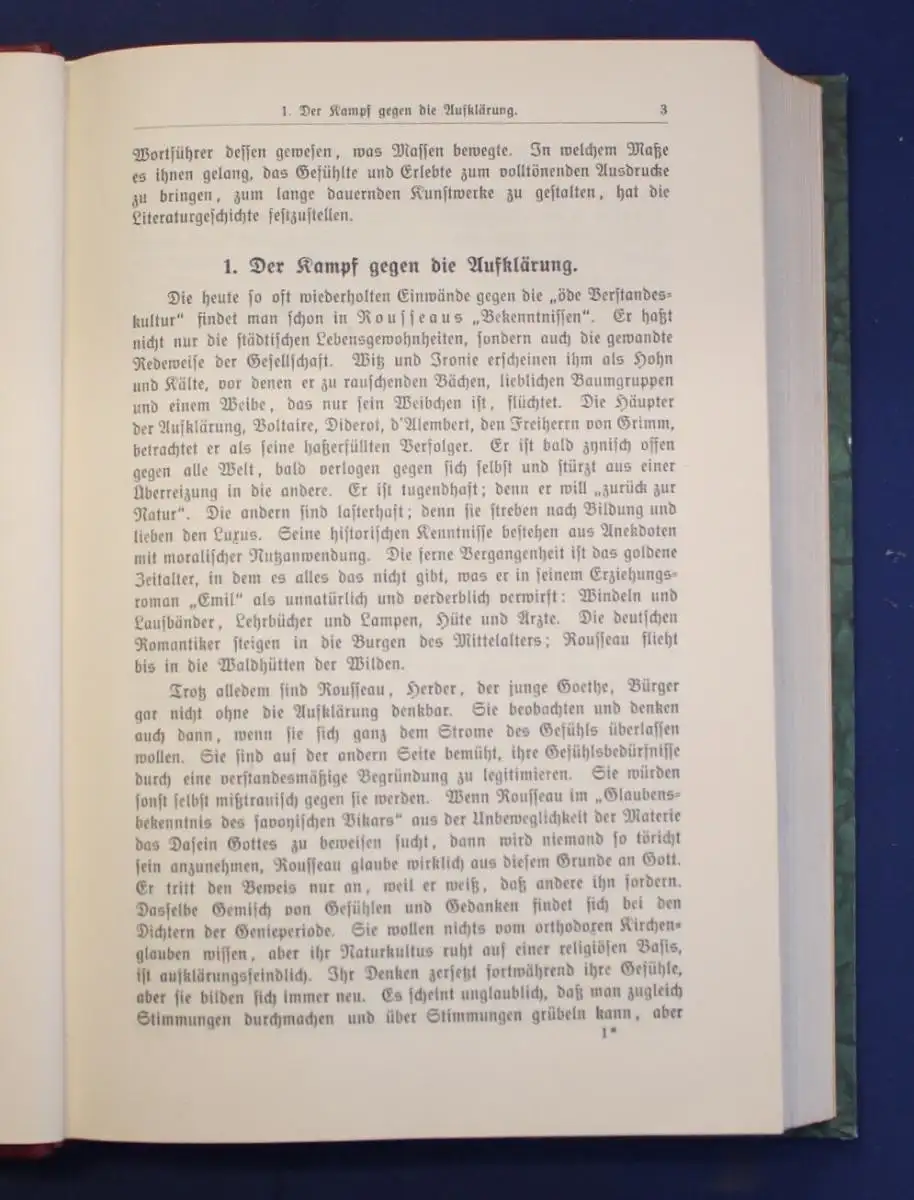 1. Der Kampf gegen die Aufklärung. 3
Wortführer dessen gewesen, was Massen bewegte. In welchem Maße
es ihnen gelang, das Gefühlte und Erlebte zum volltönenden Ausdrucke
zu bringen, zum lange dauernden Kunstwerke zu gestalten, hat die
Literaturgeschichte festzustellen.
1. Der Kampf gegen die Aufklärung.
Die heute so oft wiederholten Einwände gegen die „öde Verstandes-
kultur“ findet man schon in Rousseaus „Bekenntnissen“. Er haßt
nicht nur die städtischen Lebensgewohnheiten, sondern auch die gewandte
Redeweise der Gesellschaft. Witz und Ironie erscheinen ihm als Hohn
und Kälte, vor denen er zu rauschenden Bächen, lieblichen Baumgruppen
und einem Weibe, das nur sein Weibchen ist, flüchtet. Die Häupter
der Aufklärung, Voltaire, Diderot, d'Alembert, den Freiherrn von Grimm,
betrachtet er als seine haßerfüllten Verfolger. Er ist bald zynisch offen
gegen alle Welt, bald verlogen gegen sich selbst und stürzt aus einer
Überreizung in die andere. Er ist tugendhaft; denn er will „zurück zur
Natur“. Die andern sind lasterhaft; denn sie streben nach Bildung und
lieben den Luxus. Seine historischen Kenntnisse bestehen aus Anekdoten
mit moralischer Nutzanwendung. Die ferne Vergangenheit ist das goldene
Zeitalter, in dem es alles das nicht gibt, was er in seinem Erziehungs-
roman „Emil“ als unnatürlich und verderblich verwirft: Windeln und
Laufbänder, Lehrbücher und Lampen, Hüte und Ärzte. Die deutschen
Romantiker steigen in die Burgen des Mittelalters; Rousseau flieht
bis in die Waldhütten der Wilden.
Trotz alledem sind Rousseau, Herder, der junge Goethe, Bürger
gar nicht ohne die Aufklärung denkbar. Sie beobachten und denken
auch dann, wenn sie sich ganz dem Strome des Gefühls überlassen
wollen. Sie sind auf der andern Seite bemüht, ihre Gefühlsbedürfnisse
durch eine verstandesmäßige Begründung zu legitimieren. Sie würden
sonst selbst mißtrauisch gegen sie werden. Wenn Rousseau im „Glaubens-
bekenntnis des savoyischen Vikars“ aus der Unbeweglichkeit der Materie
das Dasein Gottes zu beweisen sucht, dann wird niemand so töricht
sein anzunehmen, Rousseau glaube wirklich aus diesem Grunde an Gott.
Er tritt den Beweis nur an, weil er weiß, daß andere ihn fordern.
Dasselbe Gemisch von Gefühlen und Gedanken findet sich bei den
Dichtern der Genieperiode. Sie wollen nichts vom orthodoxen Kirchen-
glauben wissen, aber ihr Naturkultus ruht auf einer religiösen Basis,
ist aufklärungsfeindlich. Ihr Denken zersetzt fortwährend ihre Gefühle,
aber sie bilden sich immer neu. Es scheint unglaublich, daß man zugleich
Stimmungen durchmachen und über Stimmungen grübeln kann, aber
1*